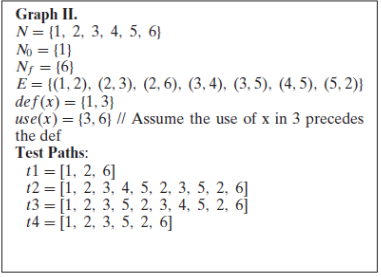 Graph II.
N = {1, 2, 3, 4, 5, 6}
N0 = {1}
Nf = {6}
E = {(1, 2), (2, 3), (2, 6), (3, 4), (3, 5), (4, 5), (5, 2)}
def(x) = {1, 3}
use(x) = {3, 6} // Assume the use of x in 3 precedes
the def
Test Paths:
t1 = [1, 2, 6]
t2 = [1, 2, 3, 4, 5, 2, 3, 5, 2, 6]
t3 = [1, 2, 3, 5, 2, 3, 4, 5, 2, 6]
t4 = [1, 2, 3, 5, 2, 6]